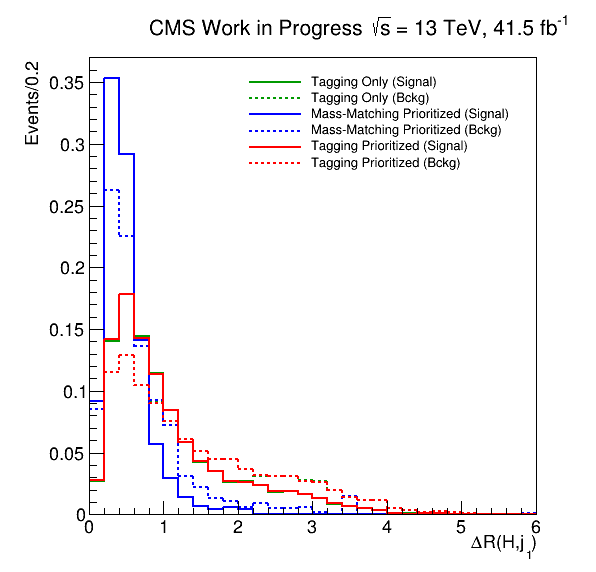 CMS Work in Progress √s = 13 TeV, 41.5 fb⁻¹
Events/0.2
0.35
0.3
0.25
0.2
0.15
0.1
0.05
0
Tagging Only (Signal)
Tagging Only (Bckg)
Mass-Matching Prioritized (Signal)
Mass-Matching Prioritized (Bckg)
Tagging Prioritized (Signal)
Tagging Prioritized (Bckg)
0 1 2 3 4 5 6
ΔR(H,j₁)